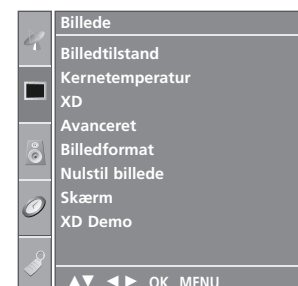 Billede
Billedtilstand
Kernetemperatur
XD
Avanceret
Billedformat
Nulstil billede
Skærm
XD Demo
▲▼ ◄► OK MENU